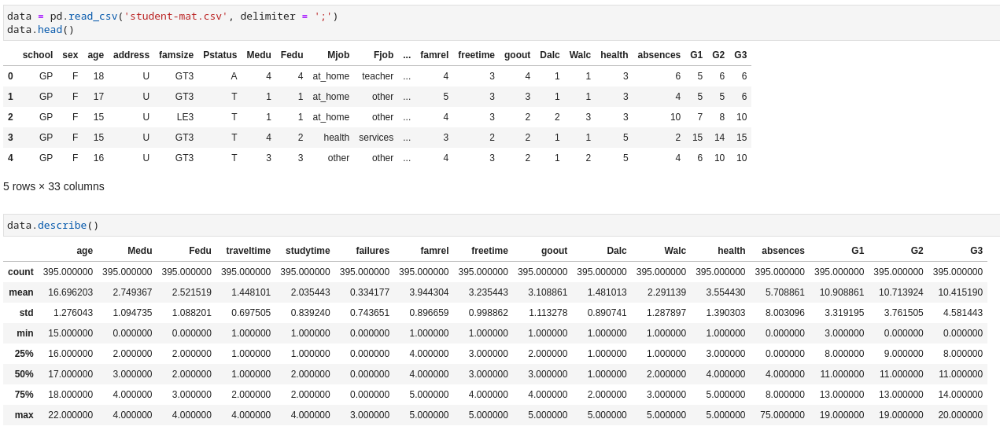 data = pd.read_csv('student-mat.csv', delimiter = ';')
data.head()
school sex age address famsize Pstatus Medu Fedu Mjob Fjob ... famrel freetime goout Dalc Walc health absences G1 G2 G3
0 GP F 18 U GT3 A 4 4 at_home teacher ... 4 3 4 1 1 3 6 5 6 6
1 GP F 17 U GT3 T 1 1 at_home other ... 5 3 3 1 1 3 4 5 5 6
2 GP F 15 U LE3 T 1 1 at_home other ... 4 3 2 2 3 3 10 7 8 10
3 GP F 15 U GT3 T 4 2 health services ... 3 2 2 1 1 5 2 15 14 15
4 GP F 16 U GT3 T 3 3 other other ... 4 3 2 1 2 5 4 6 10 10
5 rows × 33 columns
data.describe()
age Medu Fedu traveltime studytime failures famrel freetime goout Dalc Walc health absences G1 G2 G3
count 395.000000 395.000000 395.000000 395.000000 395.000000 395.000000 395.000000 395.000000 395.000000 395.000000 395.000000 395.000000 395.000000 395.000000 395.000000 395.000000
mean 16.696203 2.749367 2.521519 1.448101 2.035443 0.334177 3.944304 3.235443 3.108861 1.481013 2.291139 3.554430 5.708861 10.908861 10.713924 10.415190
std 1.276043 1.094735 1.088201 0.697505 0.839240 0.743651 0.896659 0.998862 1.113278 0.890741 1.287897 1.390303 8.003096 3.319195 3.761505 4.581443
min 15.000000 0.000000 0.000000 1.000000 1.000000 0.000000 1.000000 1.000000 1.000000 1.000000 1.000000 1.000000 0.000000 3.000000 0.000000 0.000000
25% 16.000000 2.000000 2.000000 1.000000 1.000000 0.000000 4.000000 3.000000 2.000000 1.000000 1.000000 3.000000 0.000000 8.000000 9.000000 8.000000
50% 17.000000 3.000000 2.000000 1.000000 2.000000 0.000000 4.000000 3.000000 3.000000 1.000000 2.000000 4.000000 4.000000 11.000000 11.000000 11.000000
75% 18.000000 4.000000 3.000000 2.000000 2.000000 0.000000 5.000000 4.000000 4.000000 2.000000 3.000000 5.000000 8.000000 13.000000 13.000000 14.000000
max 22.000000 4.000000 4.000000 4.000000 4.000000 3.000000 5.000000 5.000000 5.000000 5.000000 5.000000 5.000000 75.000000 19.000000 19.000000 20.000000